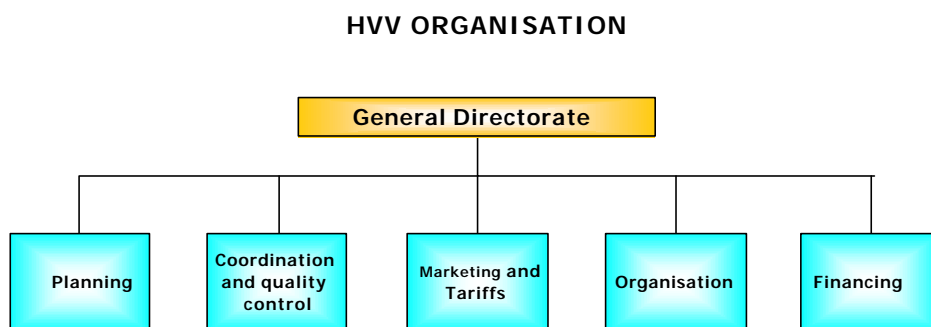 HVV ORGANISATION
General Directorate
Planning
Coordination
and quality
control
Marketing and
Tariffs
Organisation
Financing